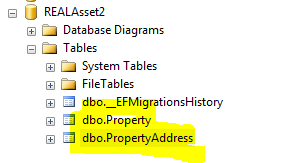 REALAsset2
Database Diagrams
Tables
System Tables
FileTables
dbo.__EFMigrationsHistory
dbo.Property
dbo.PropertyAddress